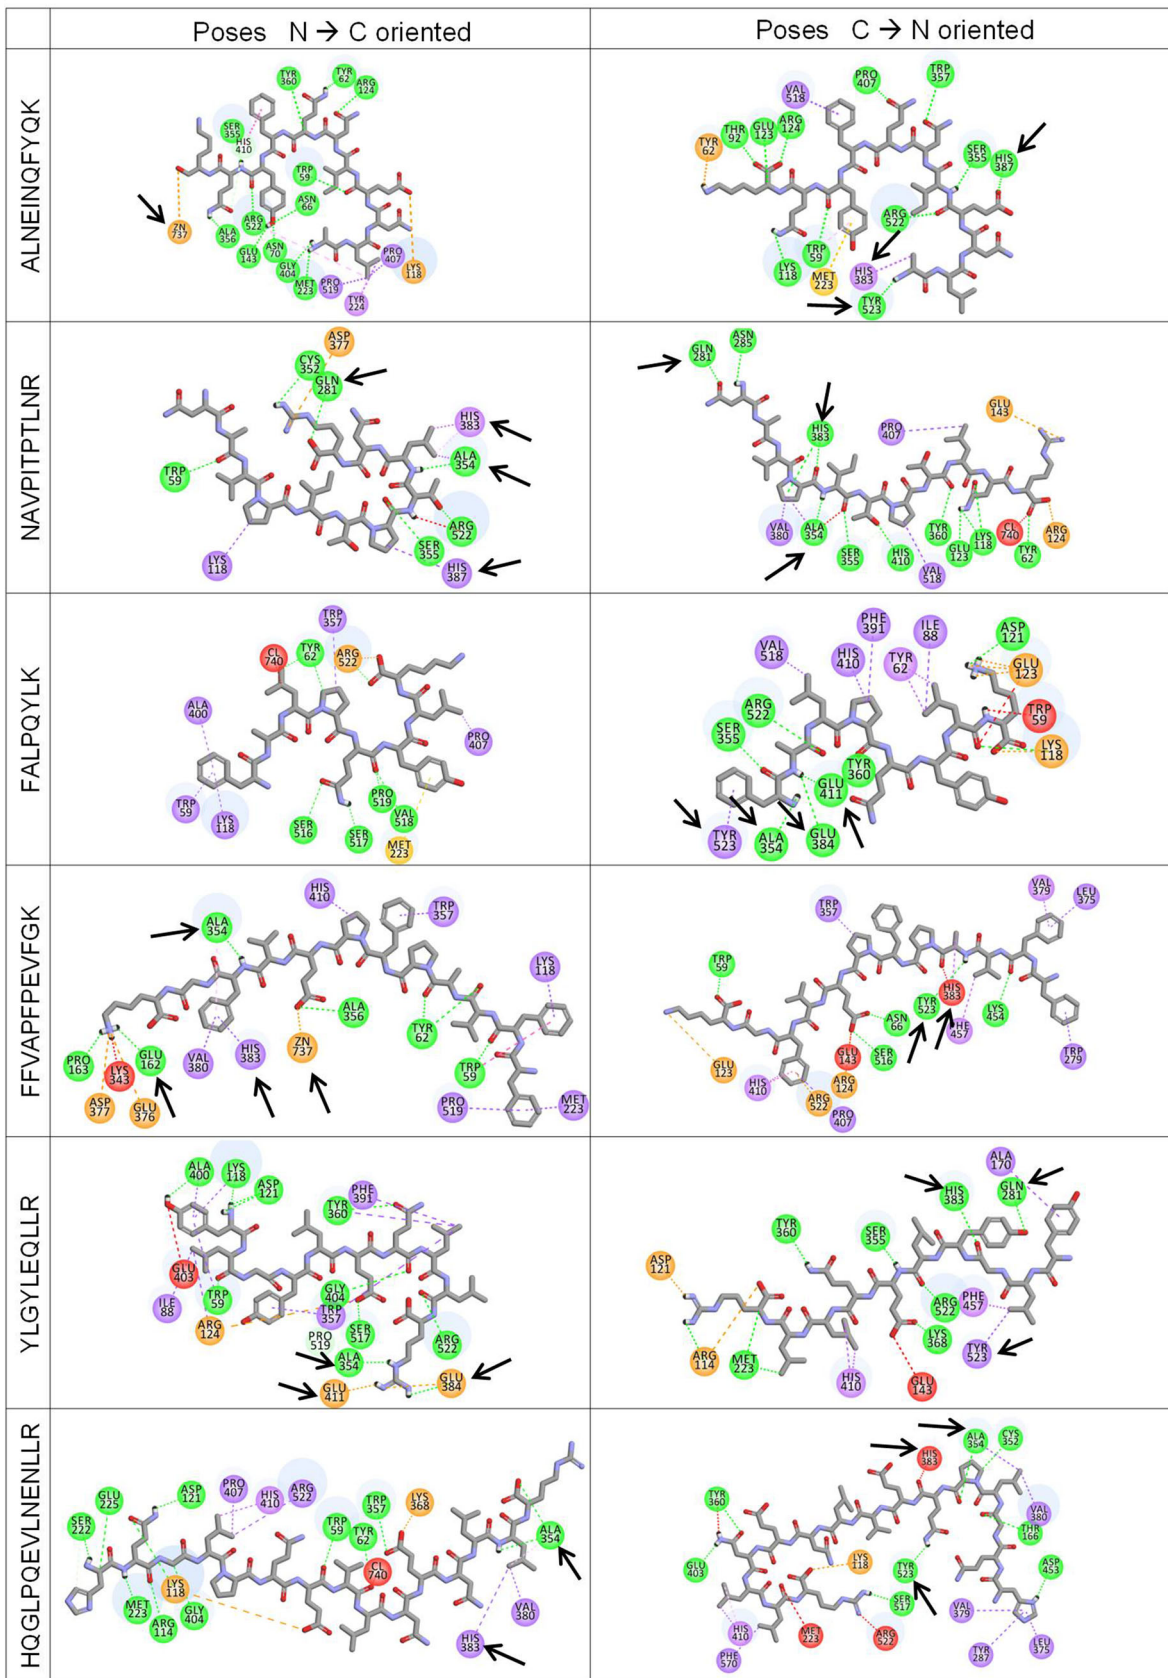 Poses N → C oriented
Poses C → N oriented
ALNEINQFYQK
TYR 360
TYR 62
ARG 124
SER 355
HIS 410
TRP 59
ASN 66
ZN 737
ARG 522
ALA 356
GLU 143
ASN 70
GLY 404
MET 223
PRO 519
PRO 407
TYR 224
LYS 118
VAL 518
PRO 407
TRP 357
TYR 62
THR 92
GLU 123
ARG 124
SER 355
HIS 387
ARG 522
LYS 118
TRP 59
MET 223
HIS 383
TYR 523
NAVPITPTLNR
ASP 377
CYS 352
GLN 281
HIS 383
ALA 354
TRP 59
ARG 522
SER 355
LYS 118
HIS 387
GLN 281
ASN 285
HIS 383
PRO 407
GLU 143
VAL 380
ALA 354
SER 355
HIS 410
TYR 360
VAL 518
GLU 123
LYS 118
CL 740
TYR 62
ARG 124
FALPQYLK
TRP 357
CL 740
TYR 62
ARG 522
ALA 400
PRO 407
TRP 59
LYS 118
PRO 519
SER 516
SER 517
VAL 518
MET 223
PHE 391
ILE 88
ASP 121
VAL 518
HIS 410
TYR 62
GLU 123
ARG 522
SER 355
TRP 59
LYS 118
TYR 360
GLU 411
TYR 523
ALA 354
GLU 384
FFVAPFPEVFGK
HIS 410
TRP 357
ALA 354
LYS 118
ALA 356
TYR 62
PRO 163
LYS 343
GLU 162
VAL 380
HIS 383
ZN 737
TRP 59
ASP 377
GLU 376
PRO 519
MET 223
TRP 357
VAL 379
LEU 375
TRP 59
TYR 523
HIS 383
LYS 454
ASN 66
PHE 457
SER 516
GLU 123
HIS 410
GLU 143
ARG 124
ARG 522
PRO 407
TRP 279
YLGYLEQLLR
ALA 400
LYS 118
ASP 121
TYR 360
PHE 391
GLU 403
ILE 88
TRP 59
ARG 124
GLY 404
TRP 357
PRO 519
SER 517
ALA 354
ARG 522
GLU 411
GLU 384
ALA 170
HIS 383
GLN 281
TYR 360
SER 355
ASP 121
ARG 522
PHE 457
LYS 368
TYR 523
ARG 114
MET 223
HIS 410
GLU 143
HQGLPQEVLNENLLR
GLU 225
ASP 121
PRO 407
HIS 410
ARG 522
SER 222
TRP 59
TYR 62
TRP 357
LYS 368
ALA 354
CL 740
LYS 118
MET 223
ARG 114
GLY 404
VAL 380
HIS 383
ALA 354
CYS 352
HIS 383
TYR 360
VAL 380
THR 166
GLU 403
LYS 118
TYR 523
ASP 453
SER 517
VAL 379
HIS 410
PHE 570
MET 223
ARG 522
TYR 287
LEU 375